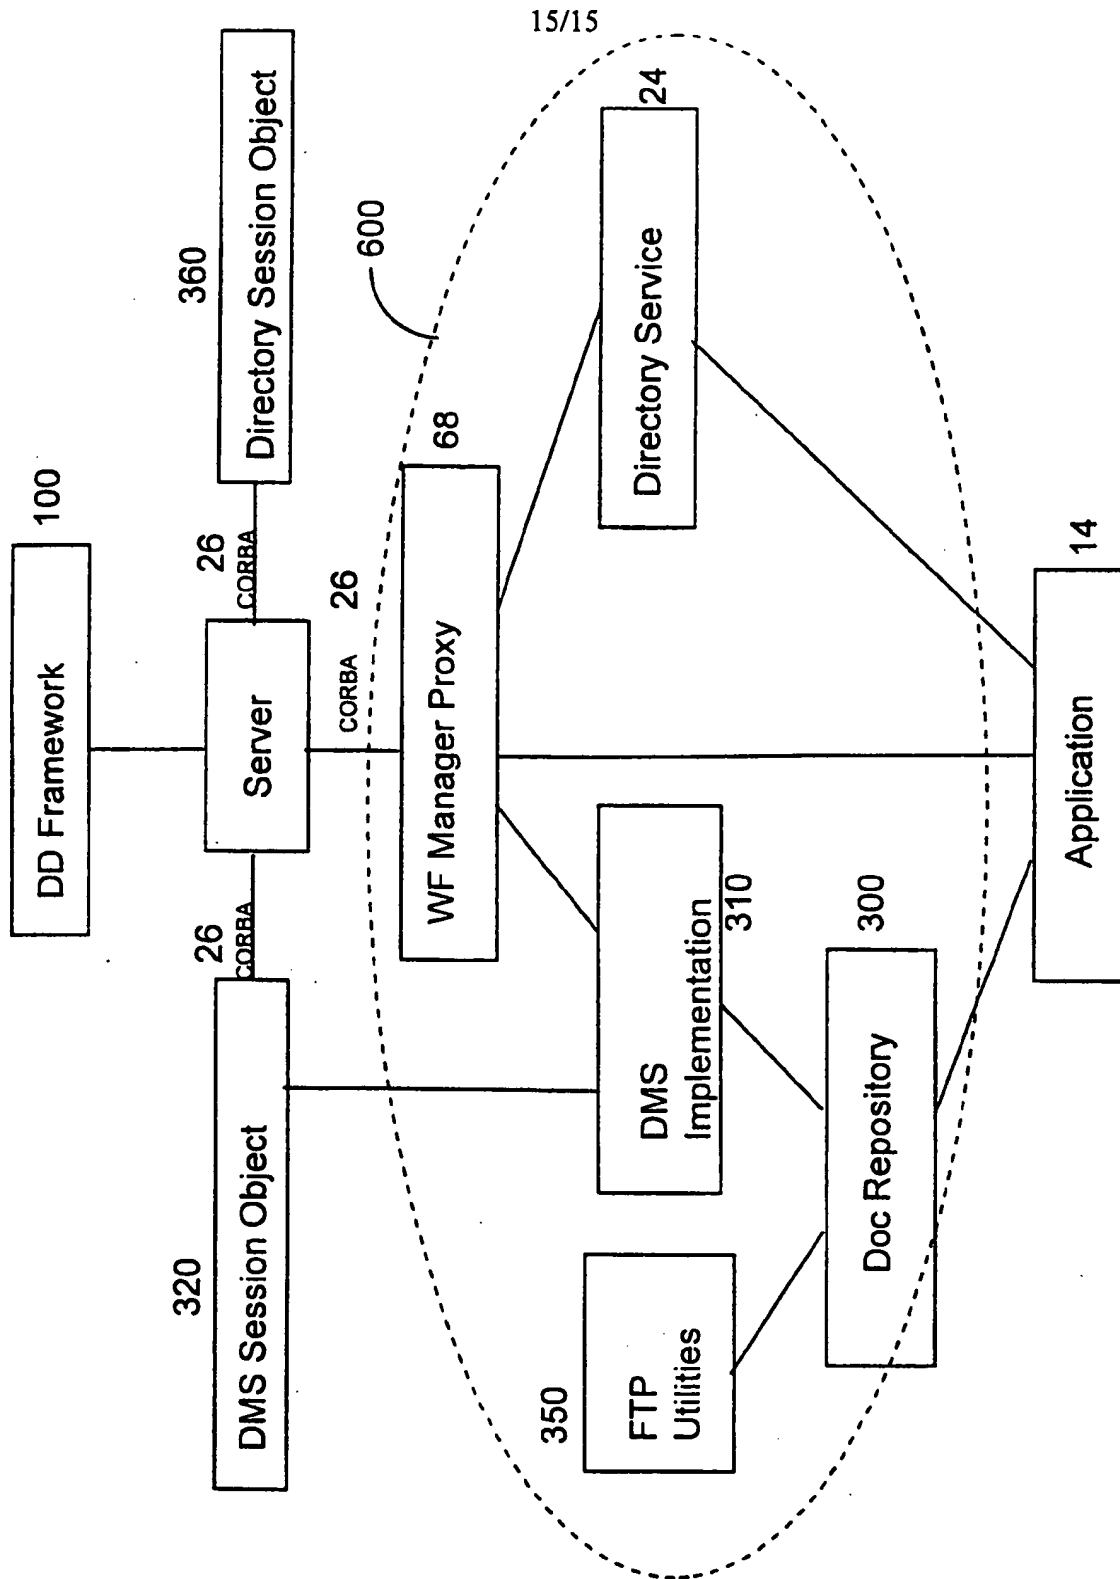 15/15
DD Framework
100
320
DMS Session Object
26
CORBA
Server
26
CORBA
360
Directory Session Object
CORBA
26
600
WF Manager Proxy
68
350
FTP
Utilities
DMS
Implementation
310
Directory Service
24
Doc Repository
300
Application
14